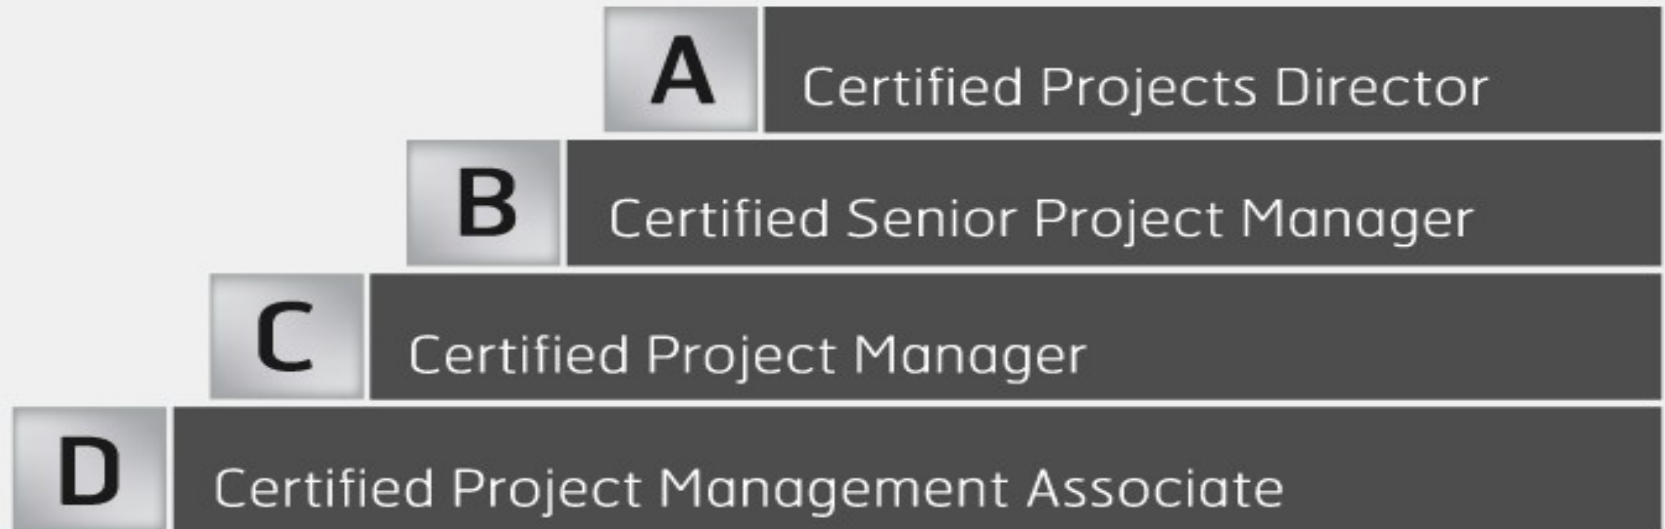 A Certified Projects Director
B Certified Senior Project Manager
C Certified Project Manager
D Certified Project Management Associate